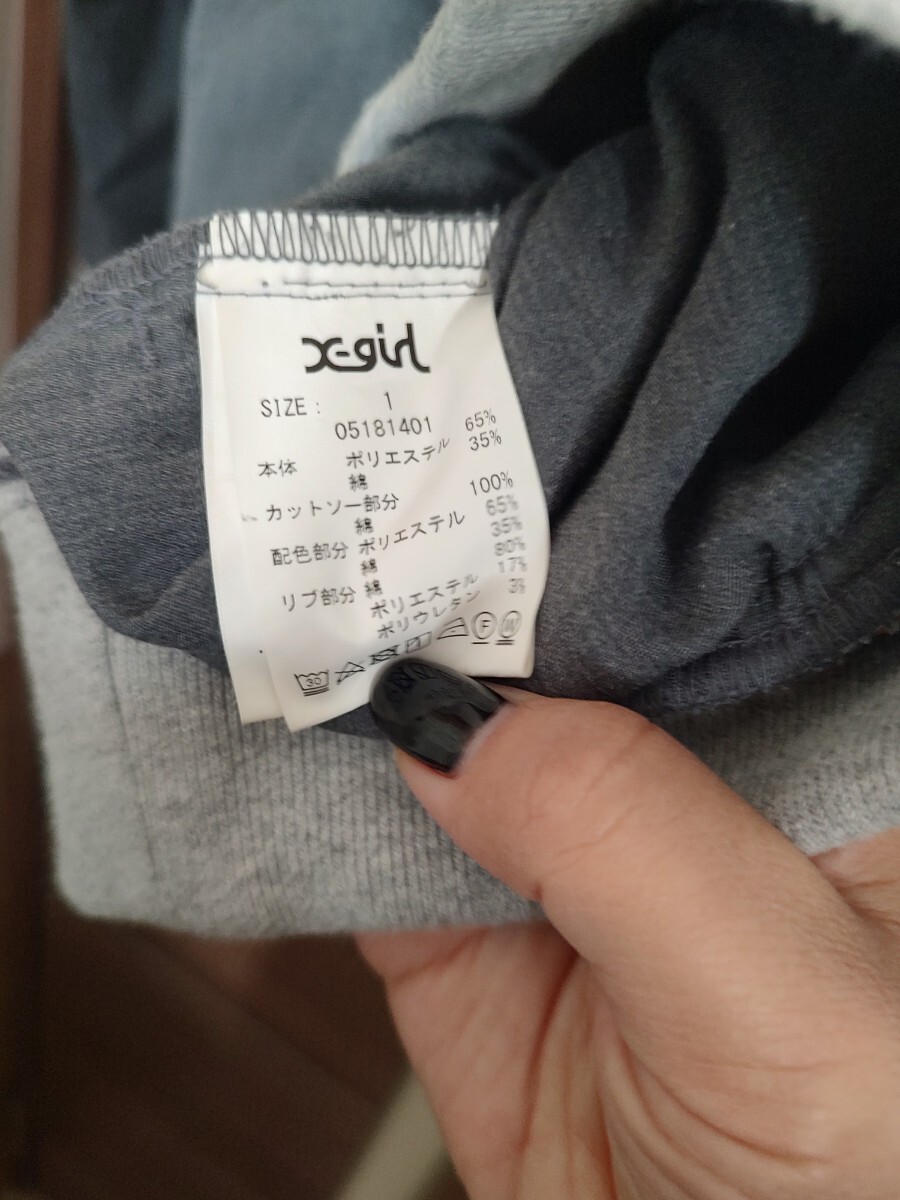 X-girl
SIZE : 1
05181401
本体 ポリエステル 65%
綿 35%
カットソー部分
綿 100%
配色部分 ポリエステル 65%
綿 35%
リブ部分 綿 80%
ポリエステル 17%
ポリウレタン 3%
30 F W